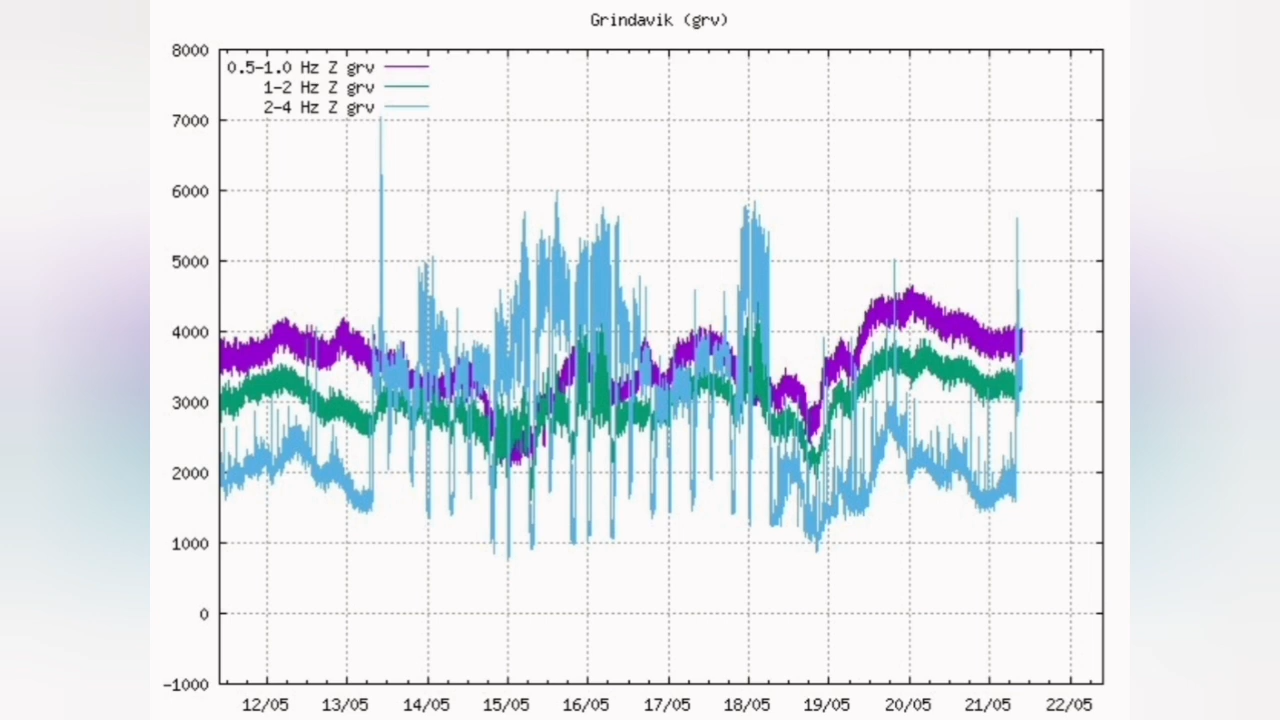 Grindavik (grv)
8000
7000
6000
5000
4000
3000
2000
1000
0
-1000
0.5-1.0 Hz Z grv
1-2 Hz Z grv
2-4 Hz Z grv
12/05 13/05 14/05 15/05 16/05 17/05 18/05 19/05 20/05 21/05 22/05